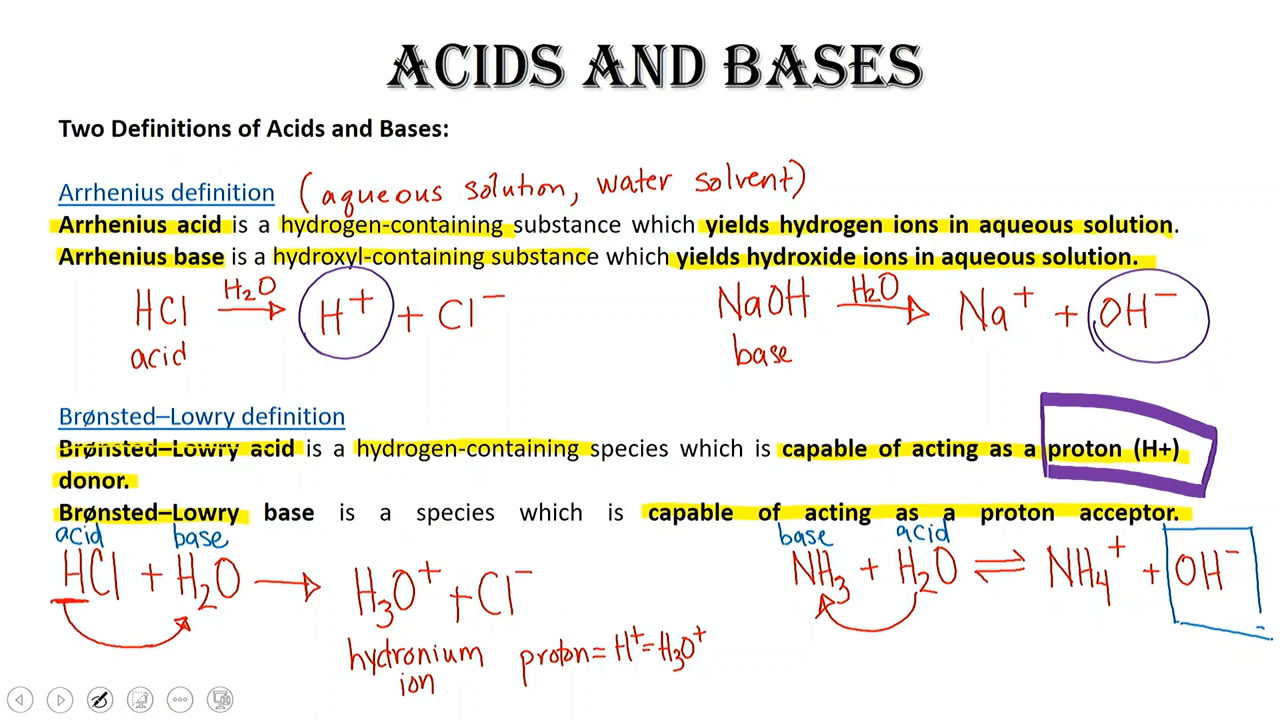 ACIDS AND BASES
Two Definitions of Acids and Bases:
Arrhenius definition (aqueous solution, water solvent)
Arrhenius acid is a hydrogen-containing substance which yields hydrogen ions in aqueous solution.
Arrhenius base is a hydroxyl-containing substance which yields hydroxide ions in aqueous solution.
HCl H₂O→ H⁺ + Cl⁻ NaOH H₂O→ Na⁺ + OH⁻
acid base
Brønsted–Lowry definition
Brønsted–Lowry acid is a hydrogen-containing species which is capable of acting as a proton (H+)
donor.
Brønsted–Lowry base is a species which is capable of acting as a proton acceptor.
acid base base acid
HCl + H₂O → H₃O⁺ + Cl⁻ NH₃ + H₂O ⇌ NH₄⁺ + OH⁻
hydronium proton = H⁺ = H₃O⁺
ion